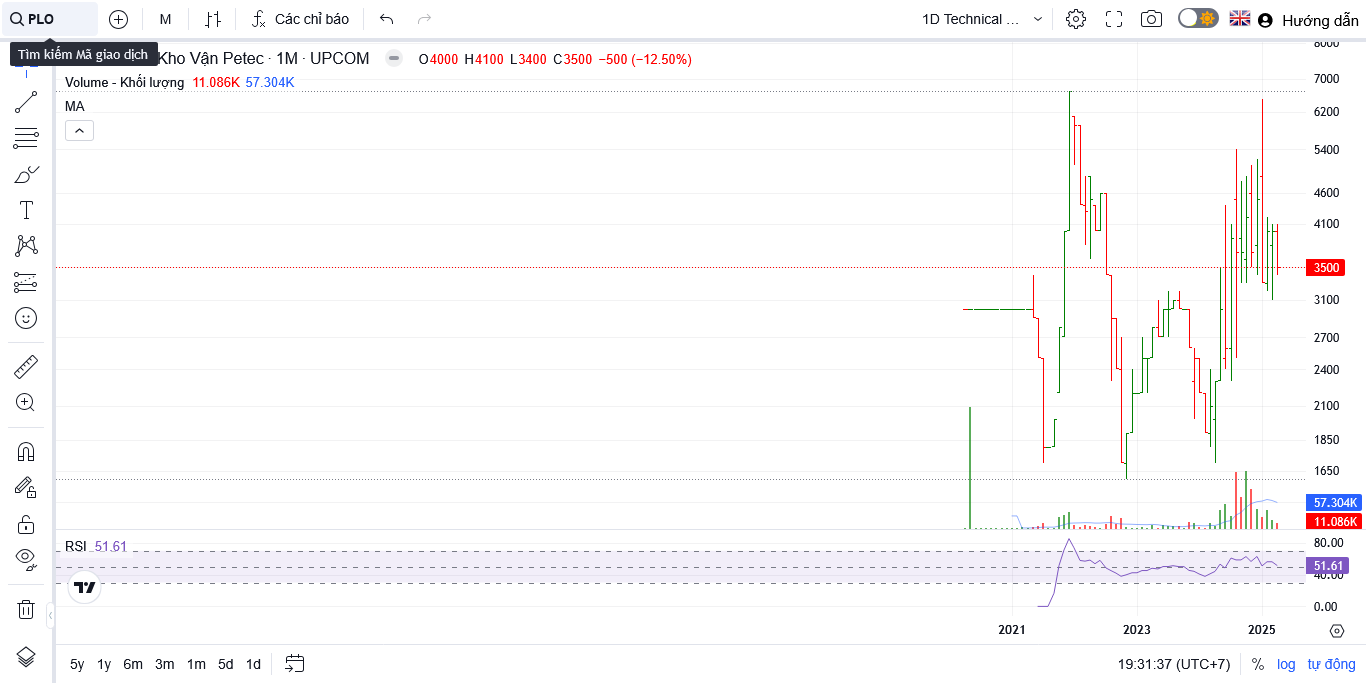 PLO
M
Các chỉ báo
1D Technical ...
Hướng dẫn
Tìm kiếm Mã giao dịch
Kho Vận Petec · 1M · UPCOM
O4000 H4100 L3400 C3500 −500 (−12.50%)
Volume - Khối lượng 11.086K 57.304K
MA
8000
7000
6200
5400
4600
4100
3500
3100
2700
2400
2100
1850
1650
57.304K
11.086K
RSI 51.61
80.00
51.61
40.00
0.00
2021
2023
2025
5y 1y 6m 3m 1m 5d 1d
19:31:37 (UTC+7)
%
log
tự động